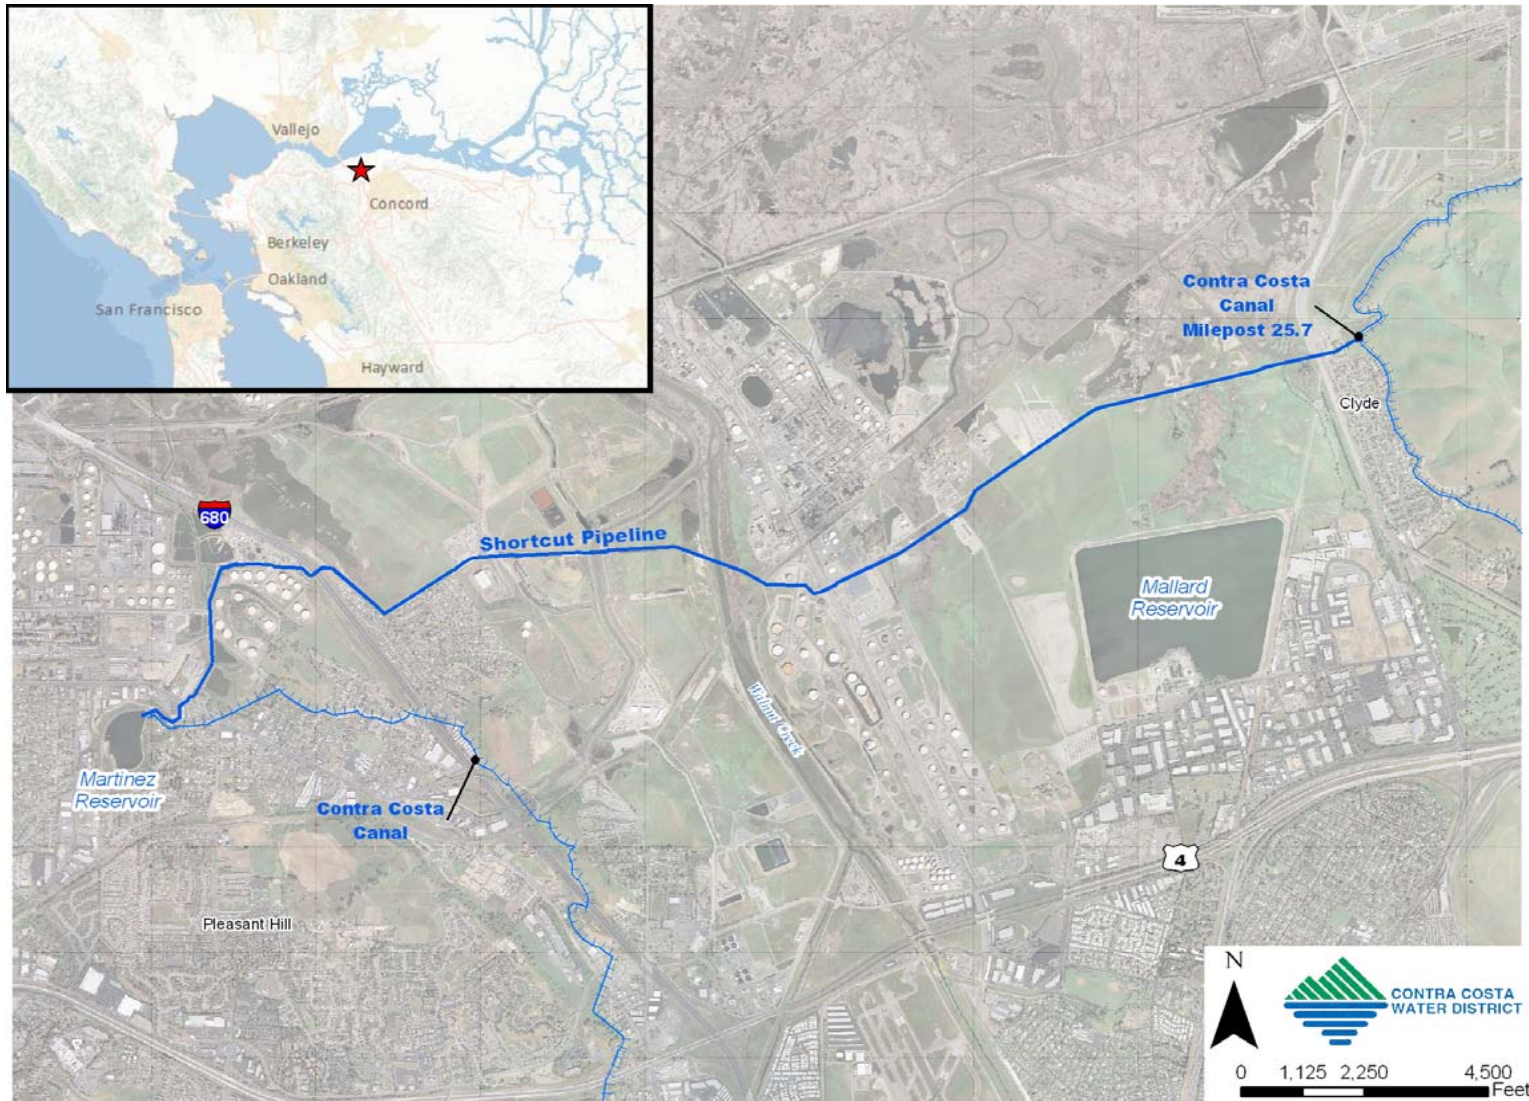 Vallejo
Concord
Berkeley
Oakland
San Francisco
Hayward
Contra Costa
Canal
Milepost 25.7
Clyde
680
Shortcut Pipeline
Mallard
Reservoir
Walnut Creek
Martinez
Reservoir
Contra Costa
Canal
4
Pleasant Hill
N
CONTRA COSTA
WATER DISTRICT
0 1,125 2,250 4,500
Feet